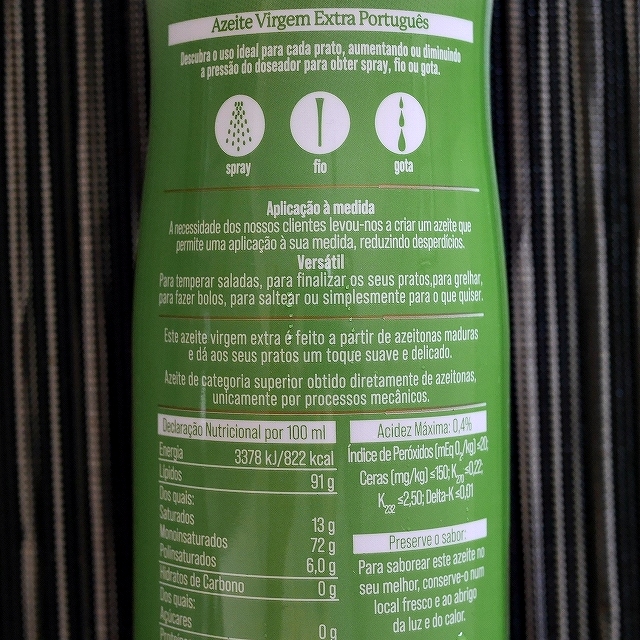 Azeite Virgem Extra Português
Descubra o uso Ideal para cada prato, aumentando ou diminuindo
a pressão do doseador para obter spray, fio ou gota.
spray
fio
gota
Aplicação à medida
A necessidade dos nossos clientes levou-nos a criar um azeite que
permite uma aplicação à sua medida, reduzindo desperdícios.
Versátil
Para temperar saladas, para finalizar os seus pratos,para grelhar,
para fazer bolos, para saltear ou simplesmente para o que quiser.
Este azeite virgem extra é feito a partir de azeitonas maduras
e dá aos seus pratos um toque suave e delicado.
Azeite de categoria superior obtido diretamente de azeitonas,
unicamente por processos mecânicos.
Declaração Nutricional por 100 ml
Energia 3378 kJ/822 kcal
Lípidos 91 g
Dos quais:
Saturados 13 g
Monoinsaturados 72 g
Polinsaturados 6,0 g
Hidratos de Carbono 0 g
Dos quais:
Açúcares 0 g
Acidez Máxima: 0,4%
Índice de Peróxidos (mEq O₂/kg) ≤20;
Ceras (mg/kg) ≤150; K₂₇₀ ≤0,22;
K₂₃₂ ≤2,50; Delta-K ≤0,01
Preserve o sabor:
Para saborear este azeite no
seu melhor, conserve-o num
local fresco e ao abrigo
da luz e do calor.